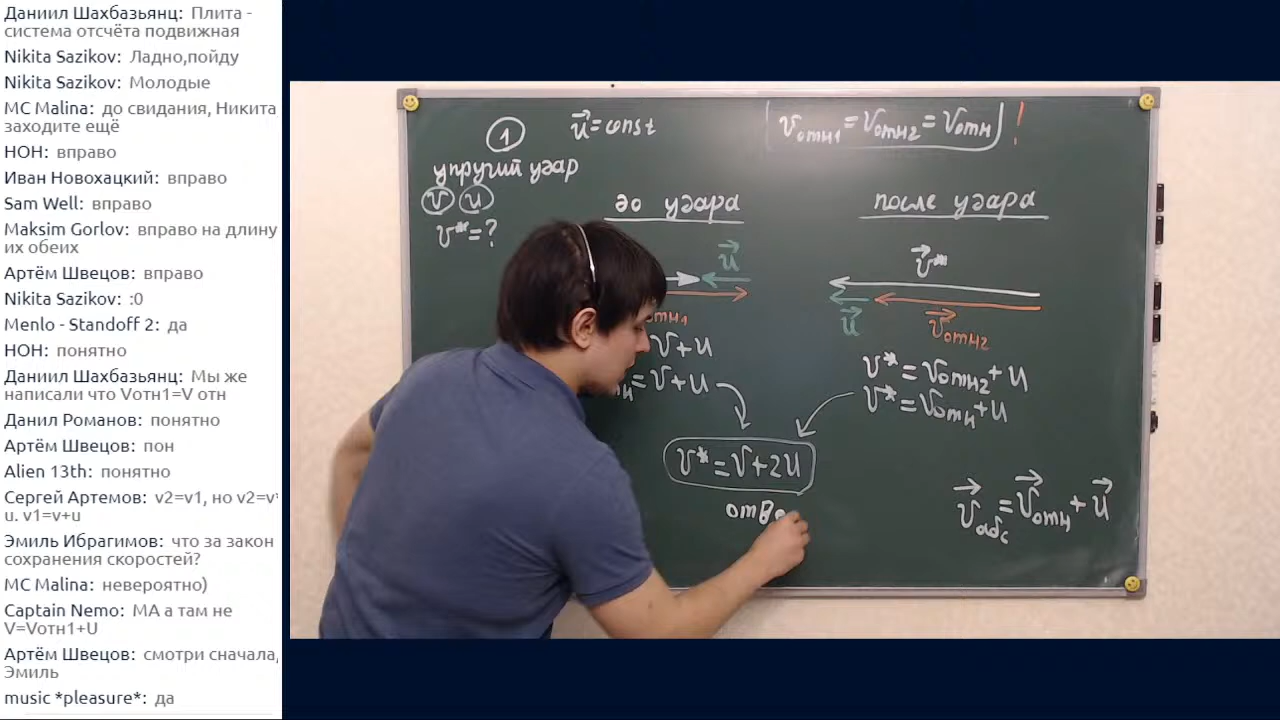 Даниил Шахбазьянц: Плита -
система отсчёта подвижная
Nikita Sazikov: Ладно,пойду
Nikita Sazikov: Молодые
MC Malina: до свидания, Никита
заходите ещё
НОН: вправо
Иван Новохацкий: вправо
Sam Well: вправо
Maksim Gorlov: вправо на длину
их обеих
Артём Швецов: вправо
Nikita Sazikov: :0
Menlo - Standoff 2: да
НОН: понятно
Даниил Шахбазьянц: Мы же
написали что Vотн1=V отн
Данил Романов: понятно
Артём Швецов: пон
Alien 13th: понятно
Сергей Артемов: v2=v1, но v2=v*
u. v1=v+u
Эмиль Ибрагимов: что за закон
сохранения скоростей?
MC Malina: невероятно)
Captain Nemo: МА а там не
V=Vотн1+U
Артём Швецов: смотри сначала,
Эмиль
music *pleasure*: да
1
u=const
vотн1=vотн2=vотн !
упругий удар
v u
v*=?
до удара
u
отн1
v+u
н=v+u
после удара
v*
u
vотн2
v*=vотн2+u
v*=vотн+u
v*=v+2u
отве
vабс=vотн+u